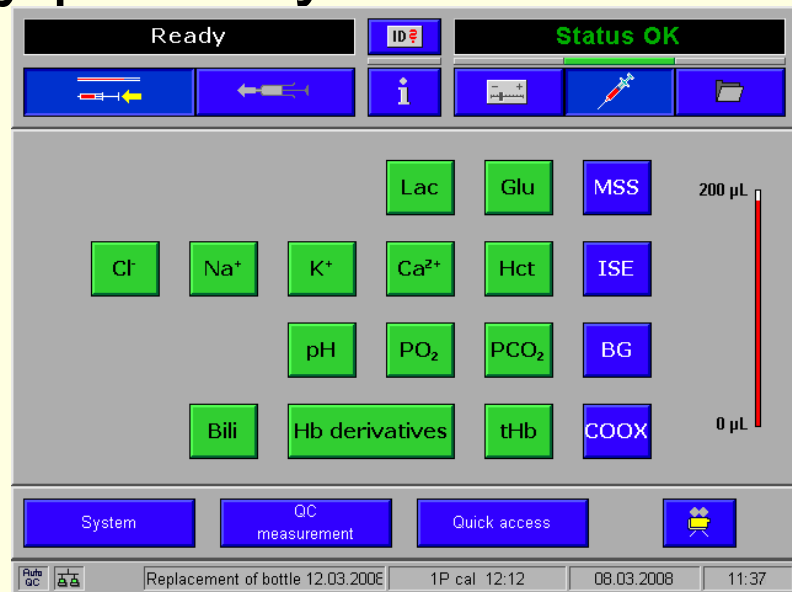 Ready
ID
Status OK
i
- +
Lac Glu MSS
200 µL
Cl⁻ Na⁺ K⁺ Ca²⁺ Hct ISE
pH PO₂ PCO₂ BG
Bili Hb derivatives tHb COOX
0 µL
System
QC
measurement
Quick access
Auto
QC
Replacement of bottle 12.03.2008
1P cal 12:12
08.03.2008
11:37